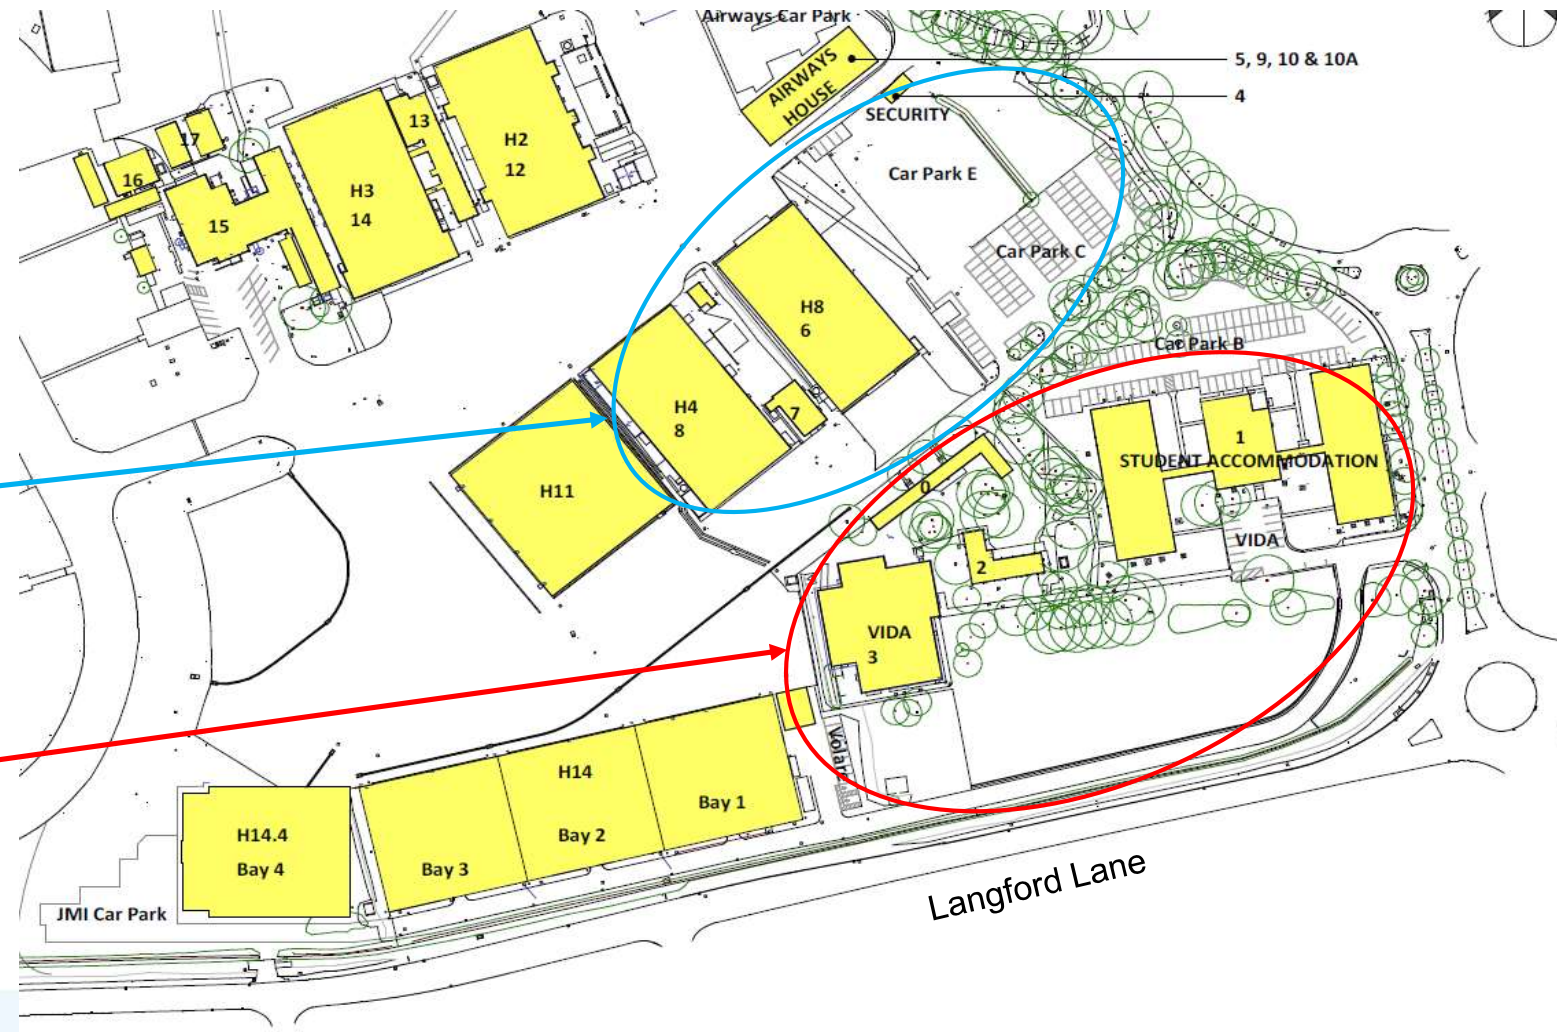 Airways Car Park
5, 9, 10 & 10A
AIRWAYS
HOUSE
4
SECURITY
13
H2
12
17
16
H3
14
15
Car Park E
Car Park C
H8
6
Car Park B
H4
8
7
1
STUDENT ACCOMMODATION
H11
0
VIDA
2
VIDA
3
Volare
H14
Bay 1
H14.4
Bay 2
Bay 4
Bay 3
JMI Car Park
Langford Lane